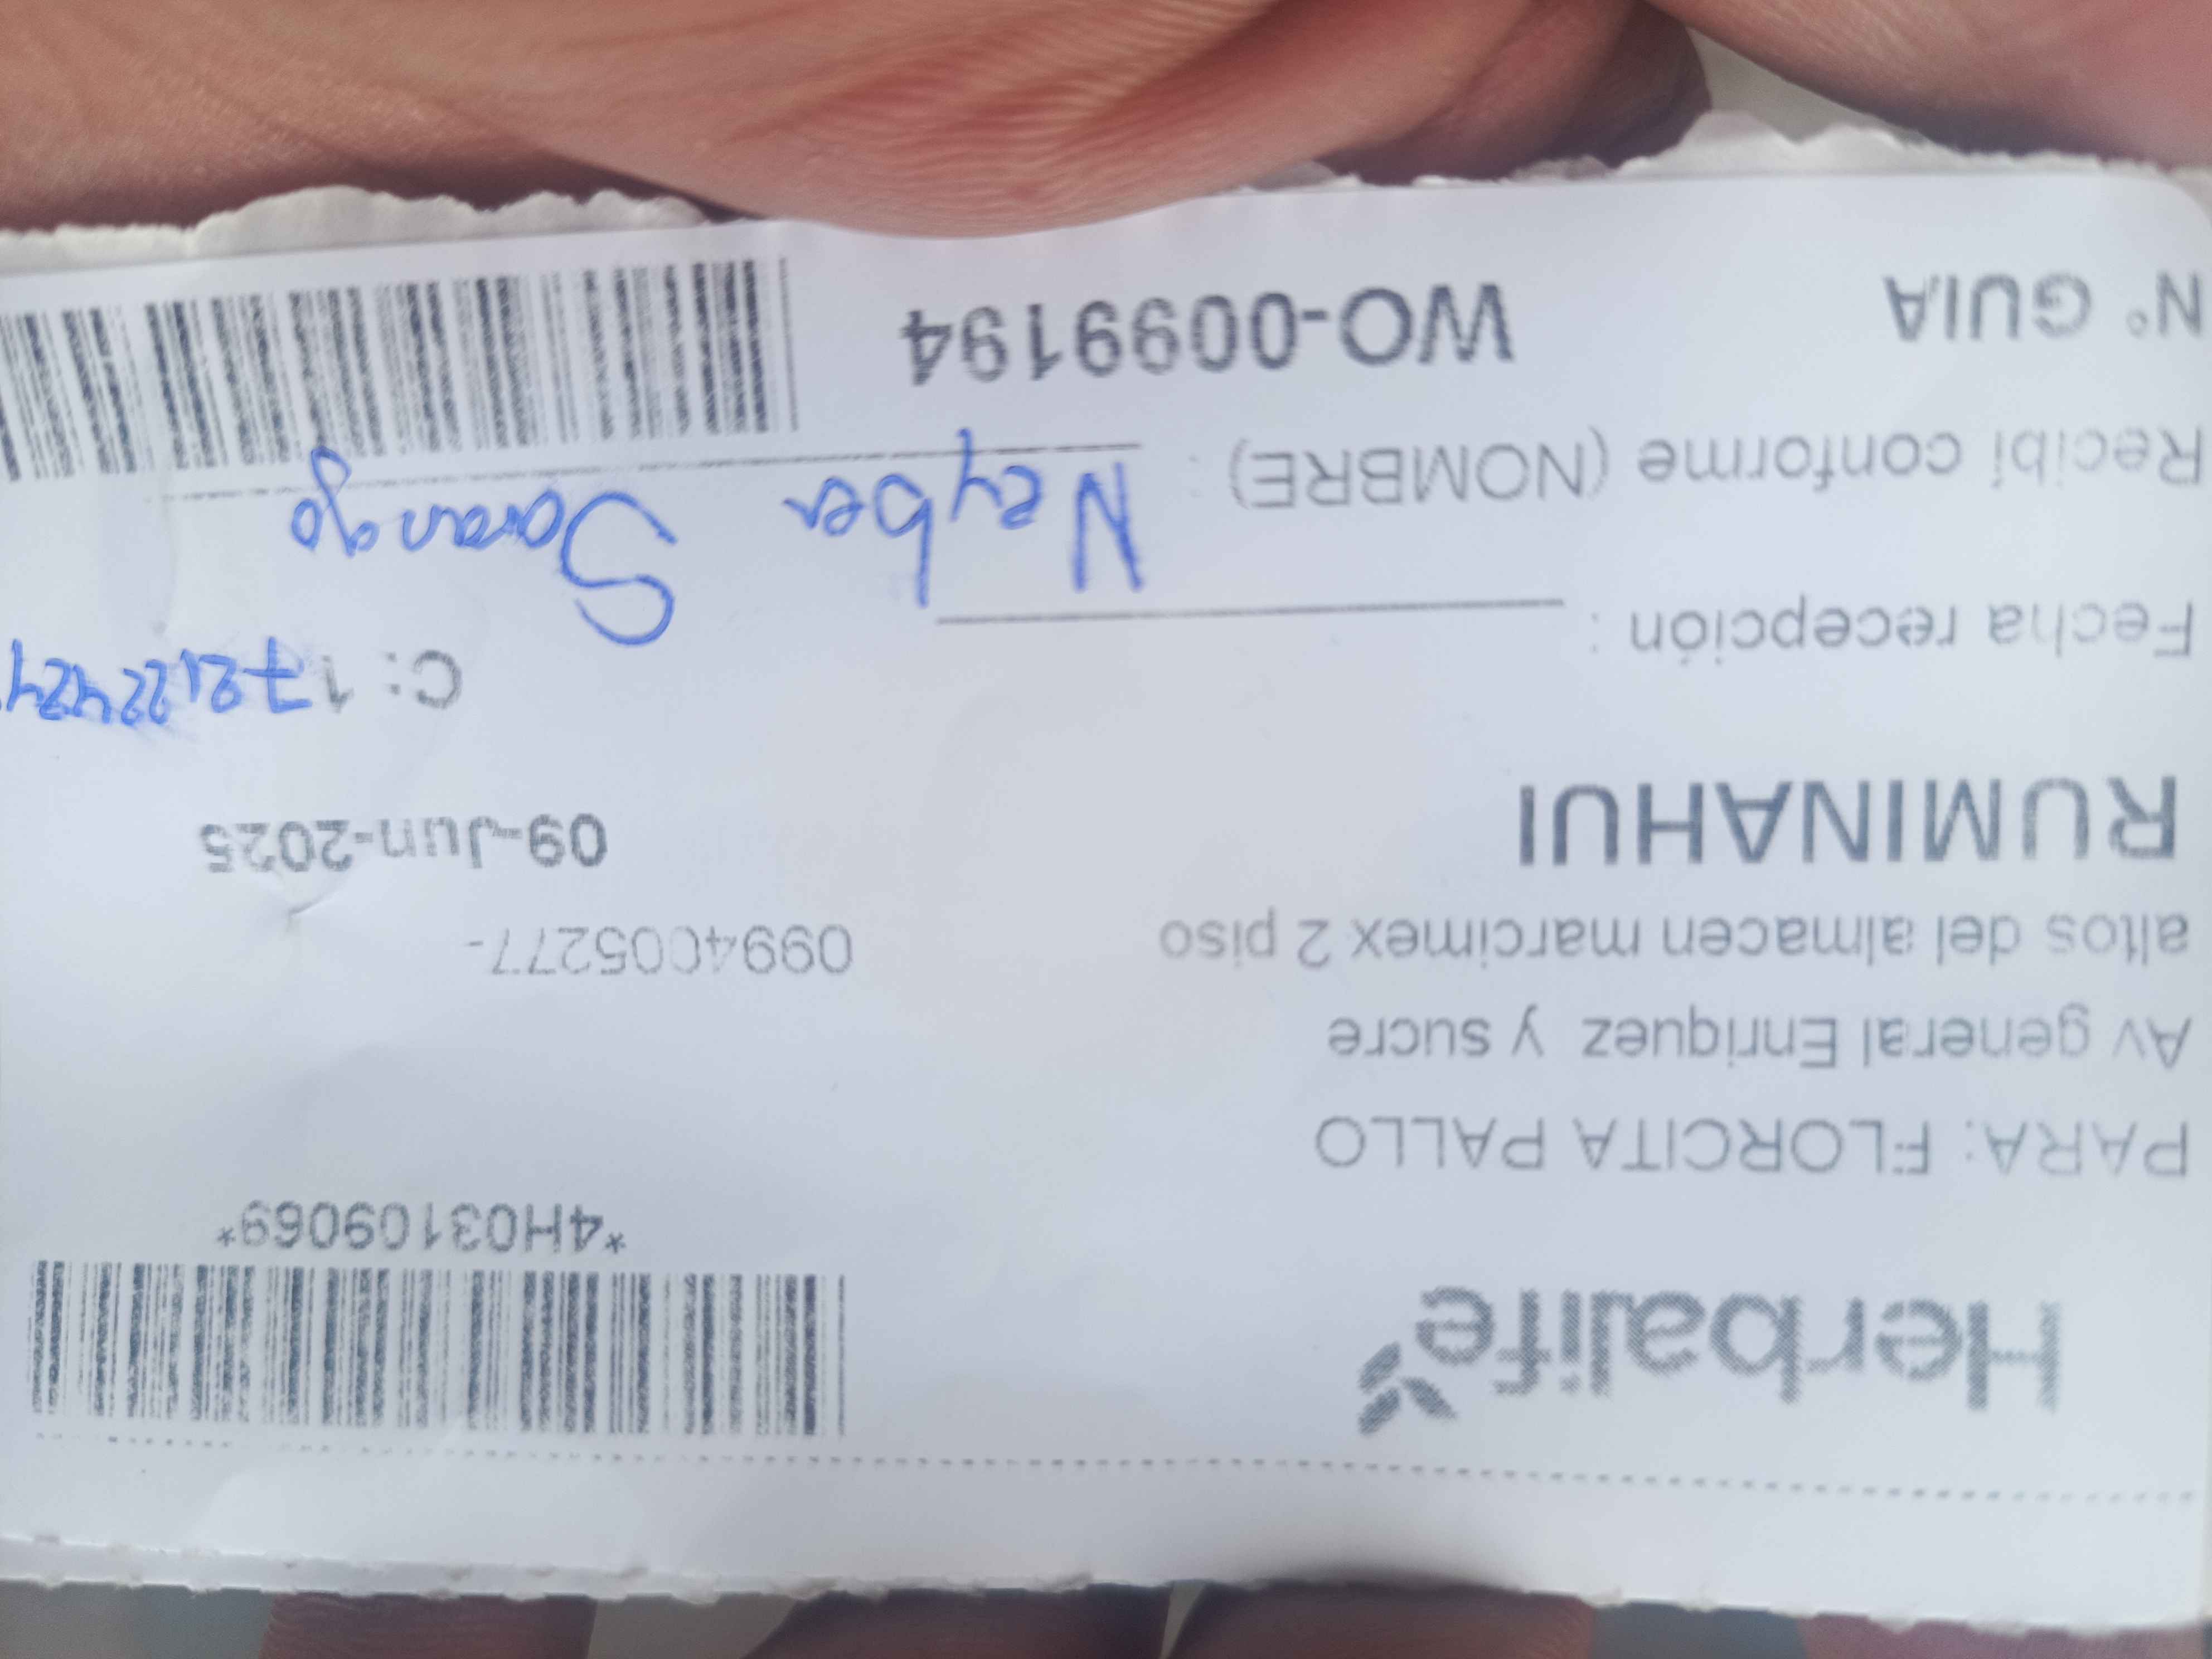 Herbalife
*4H03109069*
PARA: FLORCITA PALLO
Av general Enriquez y sucre
altos del almacen marcimex 2 piso
0994005277-
RUMINAHUI
09-Jun-2025
Fecha recepción :
Recibí conforme (NOMBRE) : Neyber Sarango
N° GUIA WO-0099194